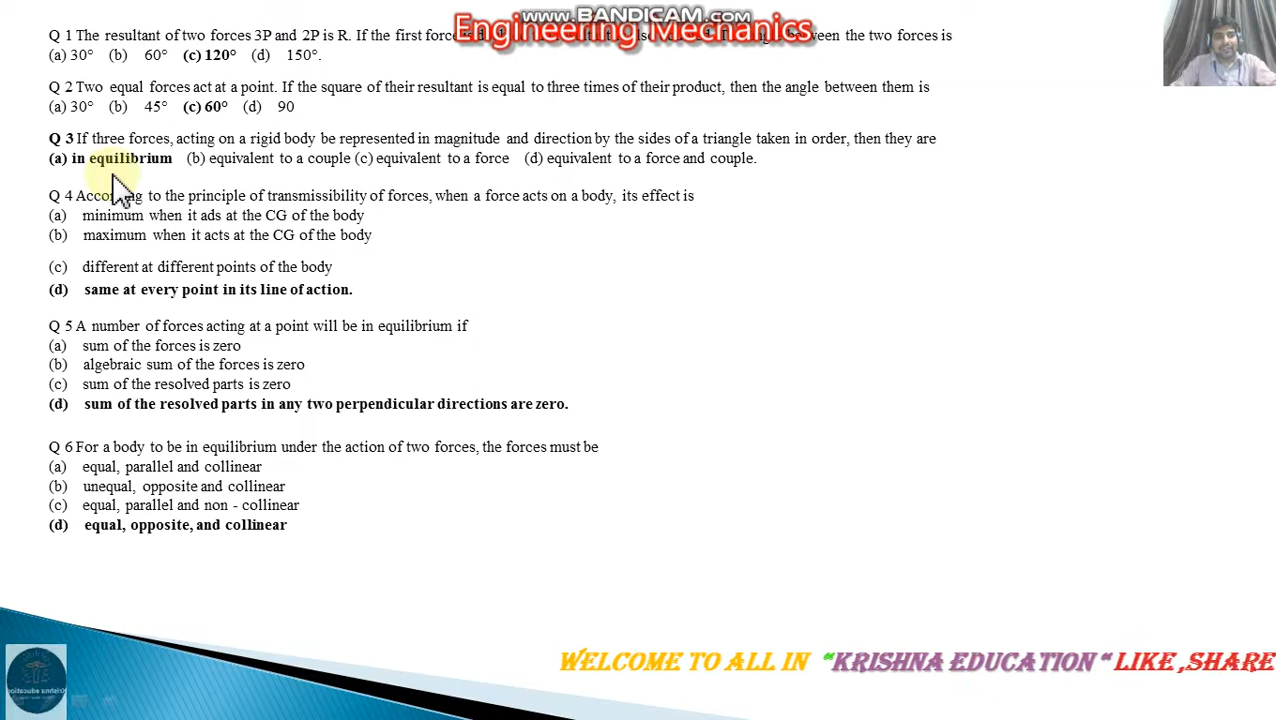 www.BANDICAM.com
Engineering Mechanics
Q 1 The resultant of two forces 3P and 2P is R. If the first force is between the two forces is
(a) 30° (b) 60° (c) 120° (d) 150°.
Q 2 Two equal forces act at a point. If the square of their resultant is equal to three times of their product, then the angle between them is
(a) 30° (b) 45° (c) 60° (d) 90
Q 3 If three forces, acting on a rigid body be represented in magnitude and direction by the sides of a triangle taken in order, then they are
(a) in equilibrium (b) equivalent to a couple (c) equivalent to a force (d) equivalent to a force and couple.
Q 4 According to the principle of transmissibility of forces, when a force acts on a body, its effect is
(a) minimum when it ads at the CG of the body
(b) maximum when it acts at the CG of the body
(c) different at different points of the body
(d) same at every point in its line of action.
Q 5 A number of forces acting at a point will be in equilibrium if
(a) sum of the forces is zero
(b) algebraic sum of the forces is zero
(c) sum of the resolved parts is zero
(d) sum of the resolved parts in any two perpendicular directions are zero.
Q 6 For a body to be in equilibrium under the action of two forces, the forces must be
(a) equal, parallel and collinear
(b) unequal, opposite and collinear
(c) equal, parallel and non - collinear
(d) equal, opposite, and collinear
WELCOME TO ALL IN “KRISHNA EDUCATION “ LIKE ,SHARE